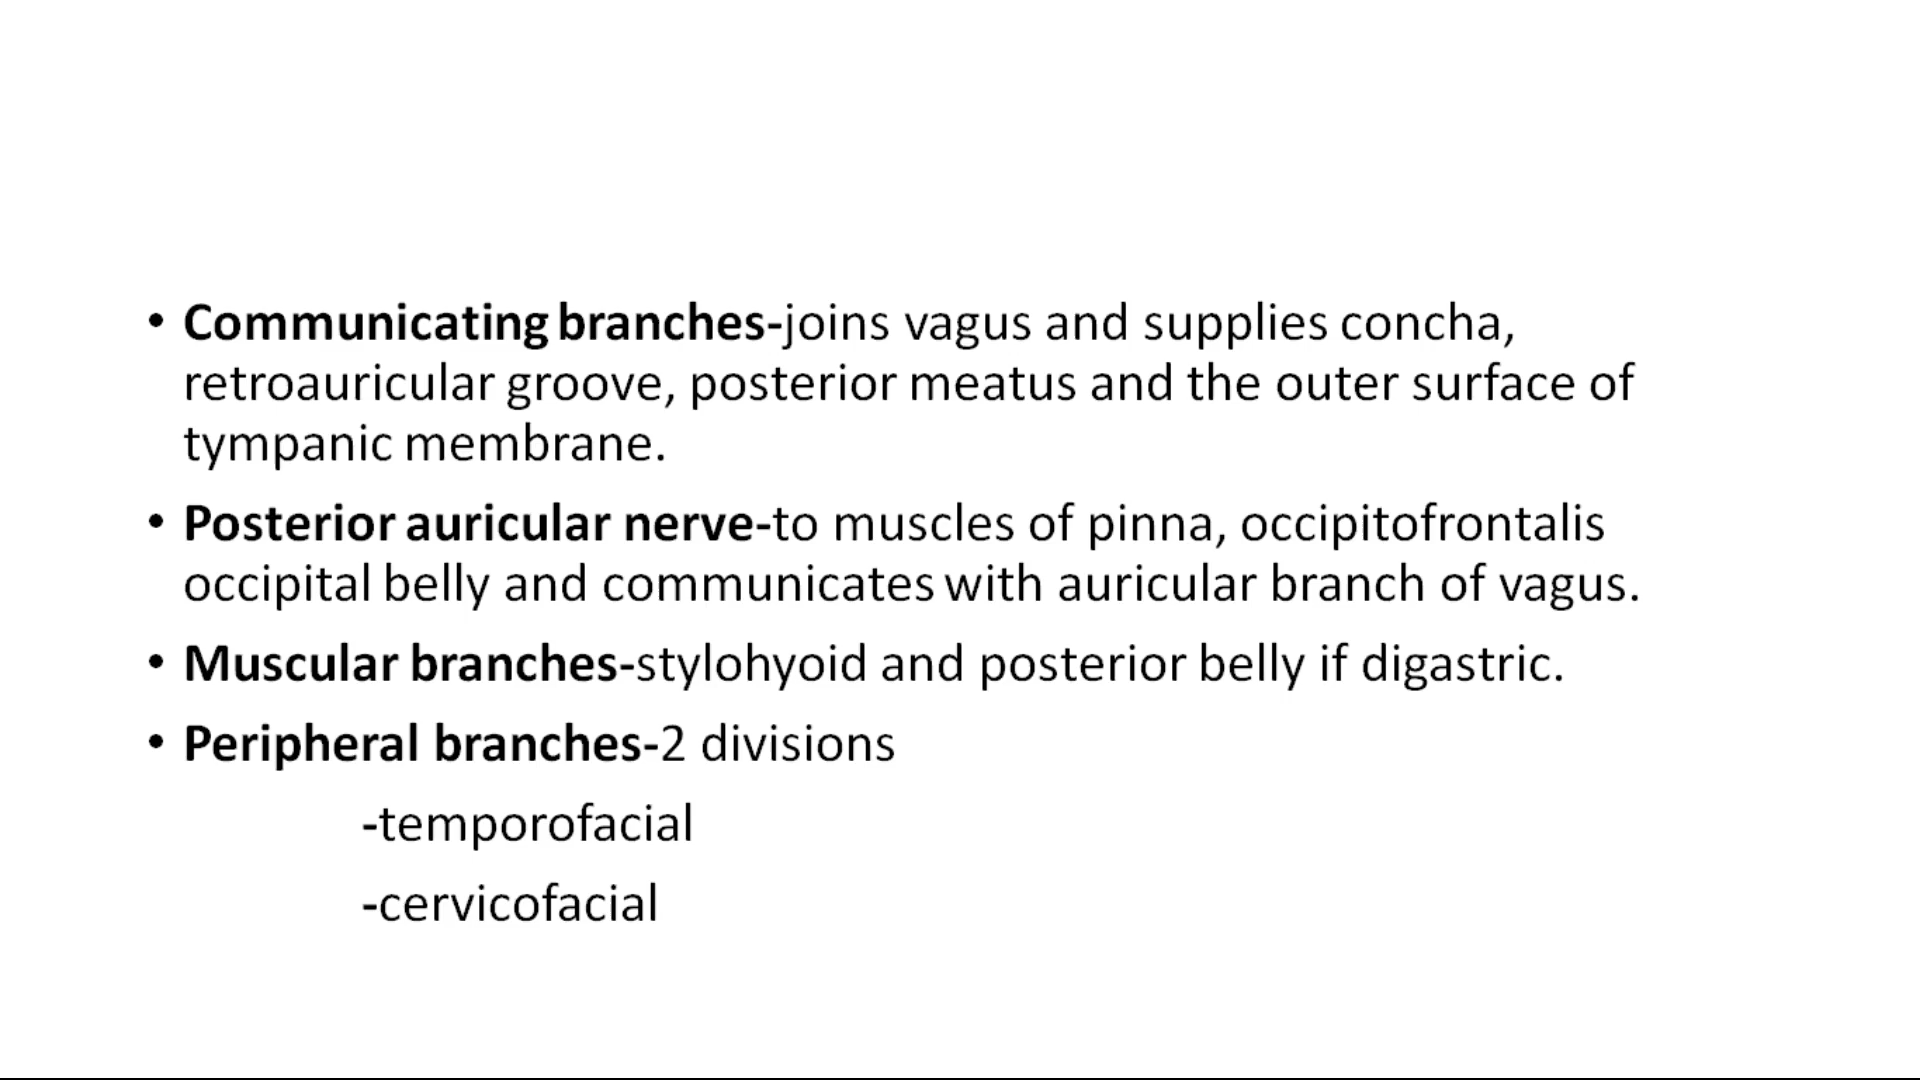 • Communicating branches-joins vagus and supplies concha,
retroauricular groove, posterior meatus and the outer surface of
tympanic membrane.
• Posterior auricular nerve-to muscles of pinna, occipitofrontalis
occipital belly and communicates with auricular branch of vagus.
• Muscular branches-stylohyoid and posterior belly if digastric.
• Peripheral branches-2 divisions
-temporofacial
-cervicofacial